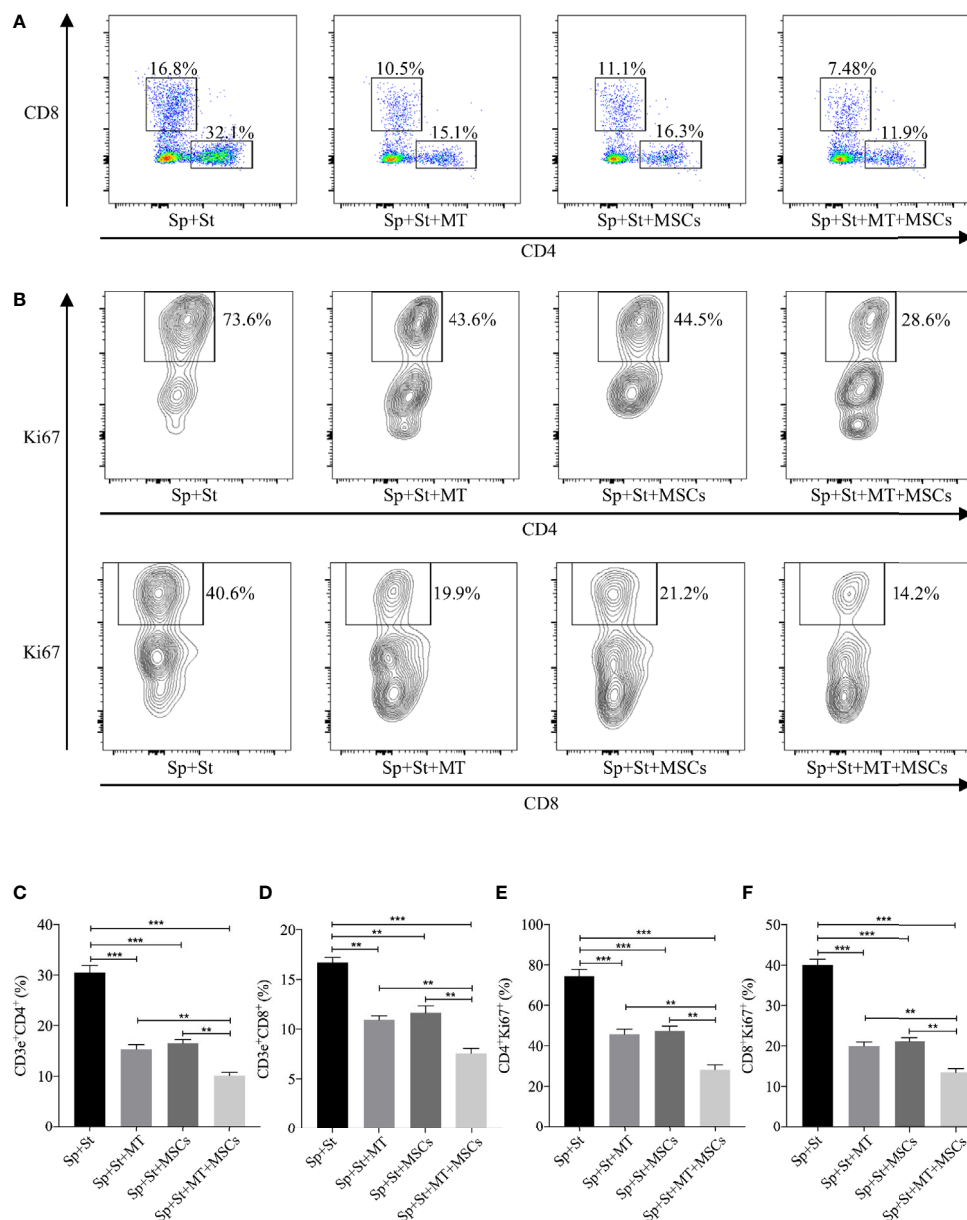 A
CD8
16.8%
32.1%
10.5%
15.1%
11.1%
16.3%
7.48%
11.9%
Sp+St
Sp+St+MT
Sp+St+MSCs
Sp+St+MT+MSCs
CD4
B
Ki67
73.6%
43.6%
44.5%
28.6%
Sp+St
Sp+St+MT
Sp+St+MSCs
Sp+St+MT+MSCs
CD4
Ki67
40.6%
19.9%
21.2%
14.2%
Sp+St
Sp+St+MT
Sp+St+MSCs
Sp+St+MT+MSCs
CD8
C
CD3e⁺CD4⁺ (%)
40
30
20
10
0
***
***
***
**
**
Sp+St
Sp+St+MT
Sp+St+MSCs
Sp+St+MT+MSCs
D
CD3e⁺CD8⁺ (%)
20
15
10
5
0
***
**
**
**
**
Sp+St
Sp+St+MT
Sp+St+MSCs
Sp+St+MT+MSCs
E
CD4⁺Ki67⁺ (%)
100
80
60
40
20
0
***
***
***
**
**
Sp+St
Sp+St+MT
Sp+St+MSCs
Sp+St+MT+MSCs
F
CD8⁺Ki67⁺ (%)
50
40
30
20
10
0
***
***
***
**
**
Sp+St
Sp+St+MT
Sp+St+MSCs
Sp+St+MT+MSCs